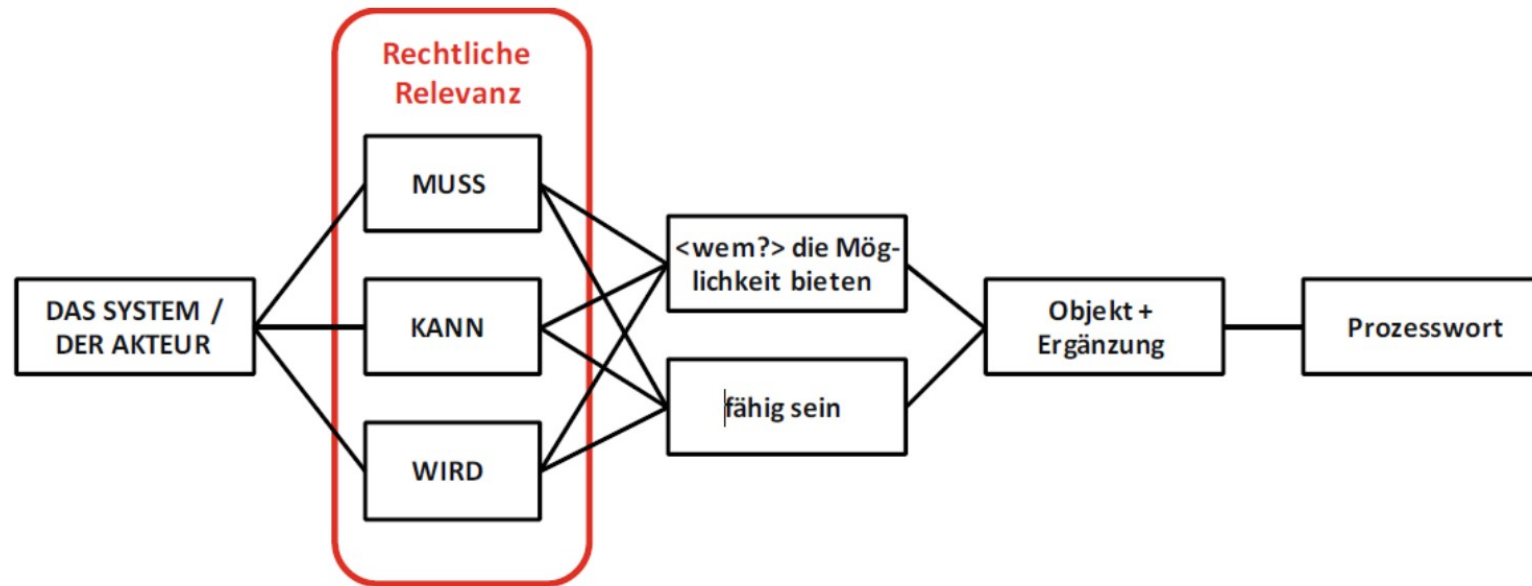 Rechtliche
Relevanz
MUSS
<wem?> die Mög-
lichkeit bieten
DAS SYSTEM /
DER AKTEUR
KANN
Objekt +
Ergänzung
Prozesswort
fähig sein
WIRD